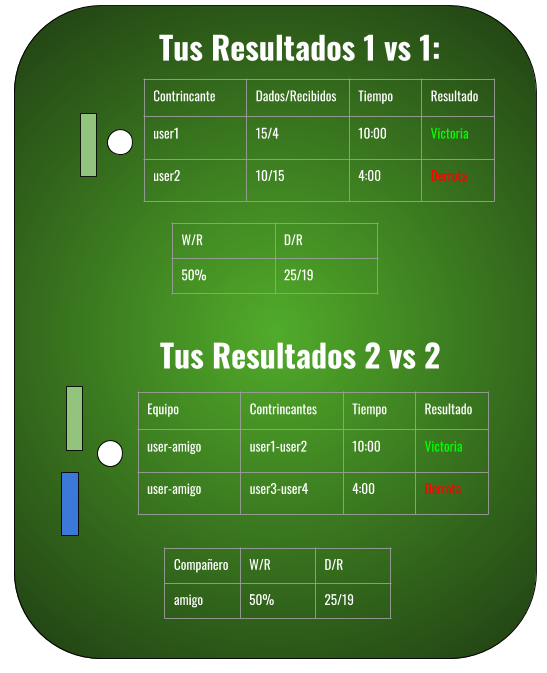 Tus Resultados 1 vs 1:
Contrincante Dados/Recibidos Tiempo Resultado
user1 15/4 10:00 Victoria
user2 10/15 4:00 Derrota
W/R D/R
50% 25/19
Tus Resultados 2 vs 2
Equipo Contrincantes Tiempo Resultado
user-amigo user1-user2 10:00 Victoria
user-amigo user3-user4 4:00 Derrota
Compañero W/R D/R
amigo 50% 25/19